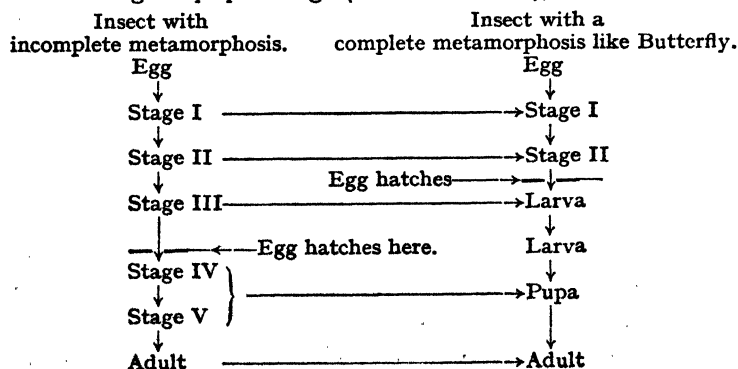 Insect with Insect with a
incomplete metamorphosis. complete metamorphosis like Butterfly.
Egg Egg
Stage I Stage I
Stage II Stage II
Egg hatches
Stage III Larva
Egg hatches here. Larva
Stage IV
Pupa
Stage V
Adult Adult